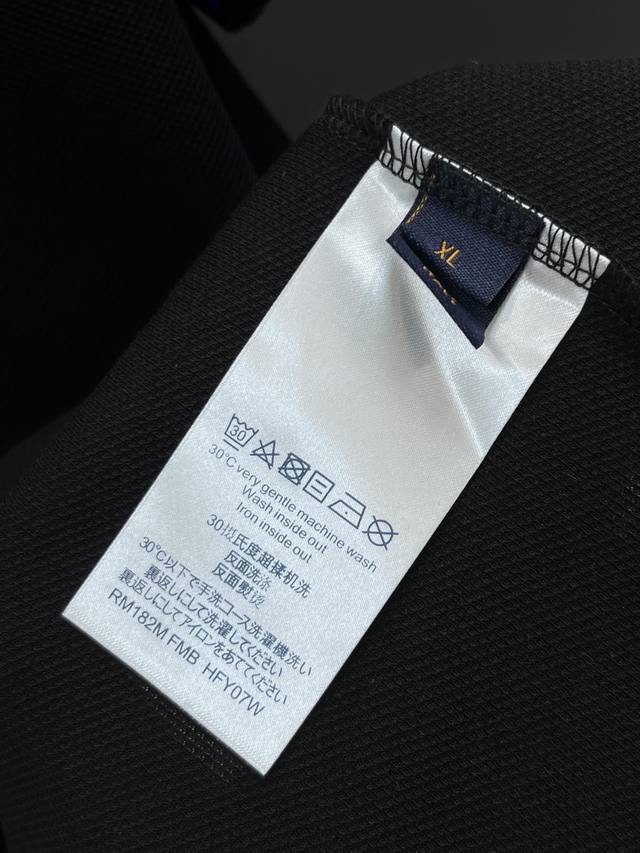 XL
30
30°C very gentle machine wash
Wash inside out
Iron inside out
30摄氏度超揉机洗
反面洗涤
反面熨烫
30℃以下で手洗コース洗濯機洗い
裏返しにして洗濯してください
裏返しにしてアイロンをあててください
RM182M FMB HFY07W